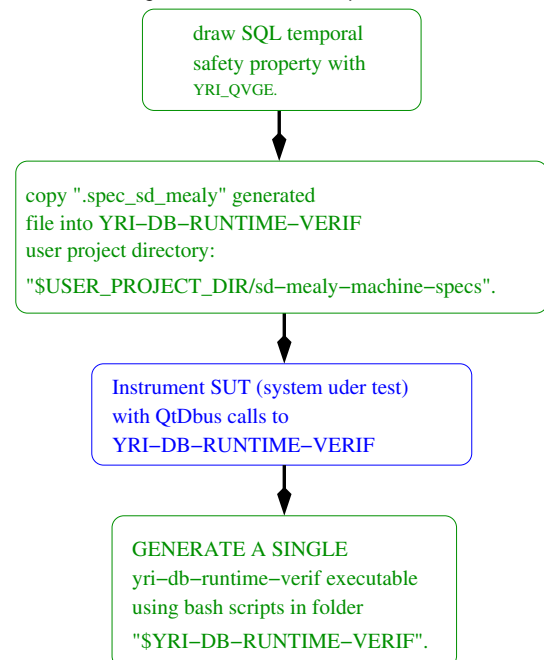 draw SQL temporal
safety property with
YRI_QVGE.
copy ".spec_sd_mealy" generated
file into YRI−DB−RUNTIME−VERIF
user project directory:
"$USER_PROJECT_DIR/sd−mealy−machine−specs".
Instrument SUT (system uder test)
with QtDbus calls to
YRI−DB−RUNTIME−VERIF
GENERATE A SINGLE
yri−db−runtime−verif executable
using bash scripts in folder
"$YRI−DB−RUNTIME−VERIF".